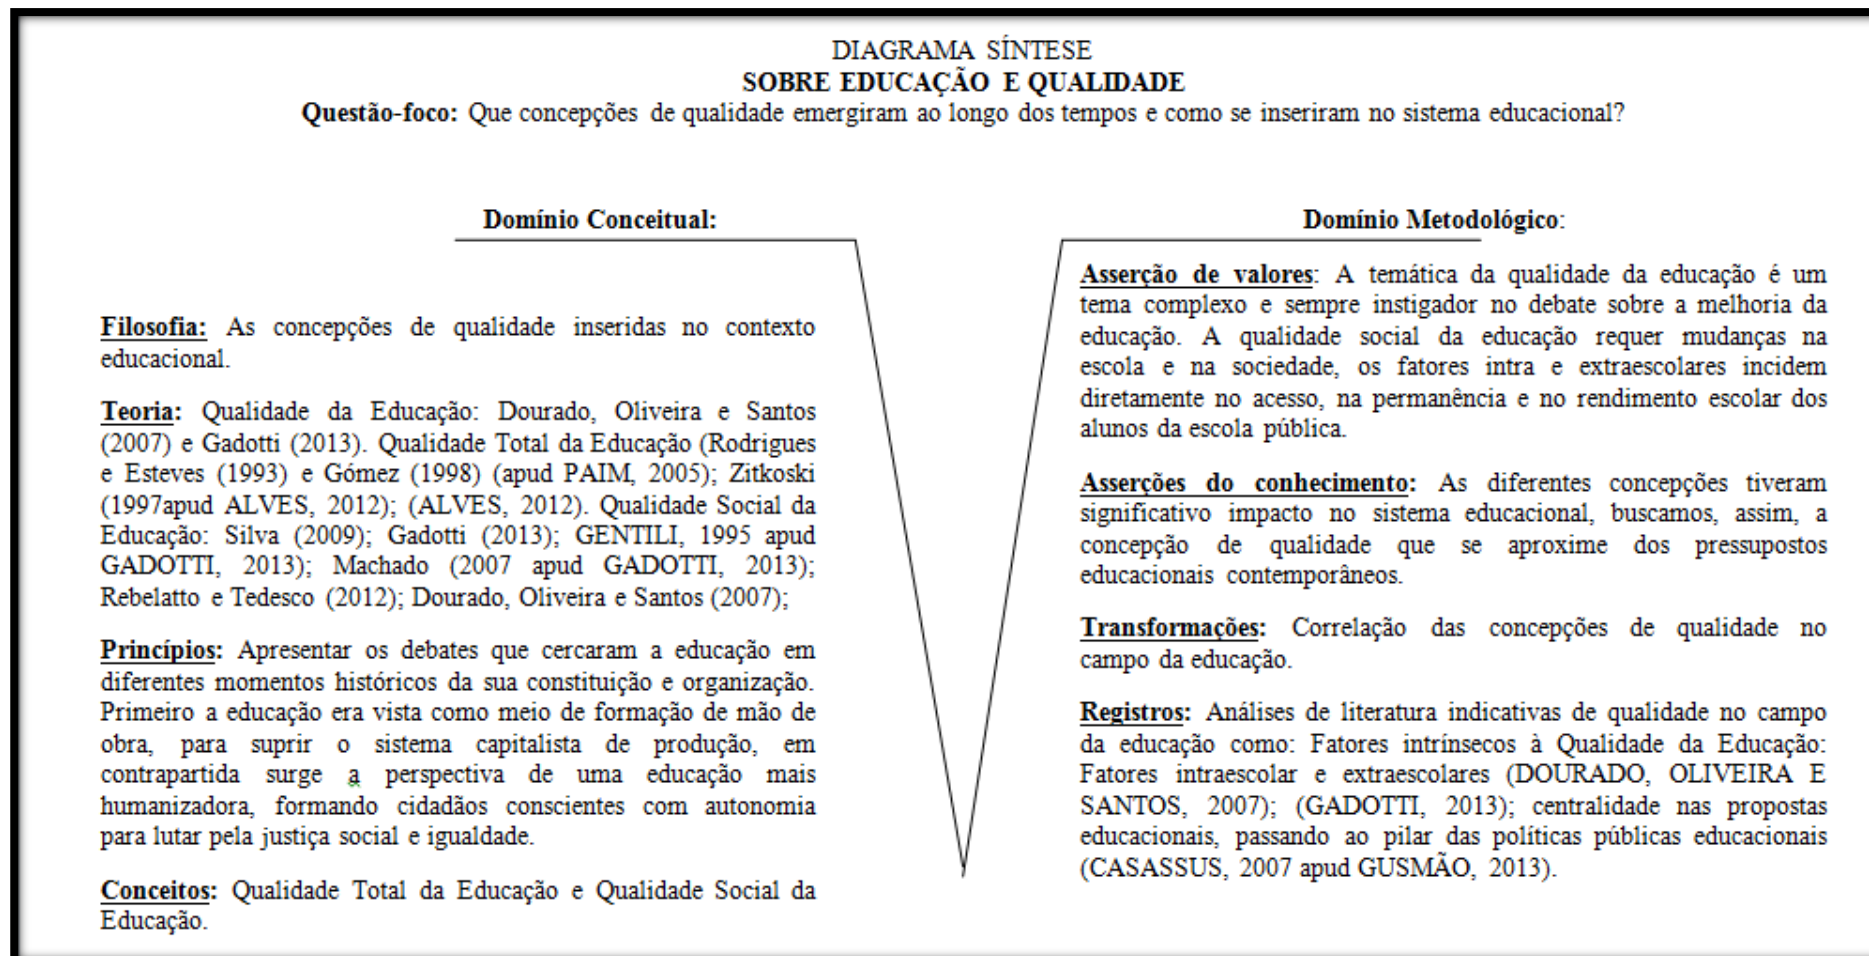 DIAGRAMA SÍNTESE
SOBRE EDUCAÇÃO E QUALIDADE
Questão-foco: Que concepções de qualidade emergiram ao longo dos tempos e como se inseriram no sistema educacional?
Domínio Conceitual:
Filosofia: As concepções de qualidade inseridas no contexto
educacional.
Teoria: Qualidade da Educação: Dourado, Oliveira e Santos
(2007) e Gadotti (2013). Qualidade Total da Educação (Rodrigues
e Esteves (1993) e Gómez (1998) (apud PAIM, 2005); Zitkoski
(1997apud ALVES, 2012); (ALVES, 2012). Qualidade Social da
Educação: Silva (2009); Gadotti (2013); GENTILI, 1995 apud
GADOTTI, 2013); Machado (2007 apud GADOTTI, 2013);
Rebelatto e Tedesco (2012); Dourado, Oliveira e Santos (2007);
Princípios: Apresentar os debates que cercaram a educação em
diferentes momentos históricos da sua constituição e organização.
Primeiro a educação era vista como meio de formação de mão de
obra, para suprir o sistema capitalista de produção, em
contrapartida surge a perspectiva de uma educação mais
humanizadora, formando cidadãos conscientes com autonomia
para lutar pela justiça social e igualdade.
Conceitos: Qualidade Total da Educação e Qualidade Social da
Educação.
Domínio Metodológico:
Asserção de valores: A temática da qualidade da educação é um
tema complexo e sempre instigador no debate sobre a melhoria da
educação. A qualidade social da educação requer mudanças na
escola e na sociedade, os fatores intra e extraescolares incidem
diretamente no acesso, na permanência e no rendimento escolar dos
alunos da escola pública.
Asserções do conhecimento: As diferentes concepções tiveram
significativo impacto no sistema educacional, buscamos, assim, a
concepção de qualidade que se aproxime dos pressupostos
educacionais contemporâneos.
Transformações: Correlação das concepções de qualidade no
campo da educação.
Registros: Análises de literatura indicativas de qualidade no campo
da educação como: Fatores intrínsecos à Qualidade da Educação:
Fatores intraescolar e extraescolares (DOURADO, OLIVEIRA E
SANTOS, 2007); (GADOTTI, 2013); centralidade nas propostas
educacionais, passando ao pilar das políticas públicas educacionais
(CASASSUS, 2007 apud GUSMÃO, 2013).